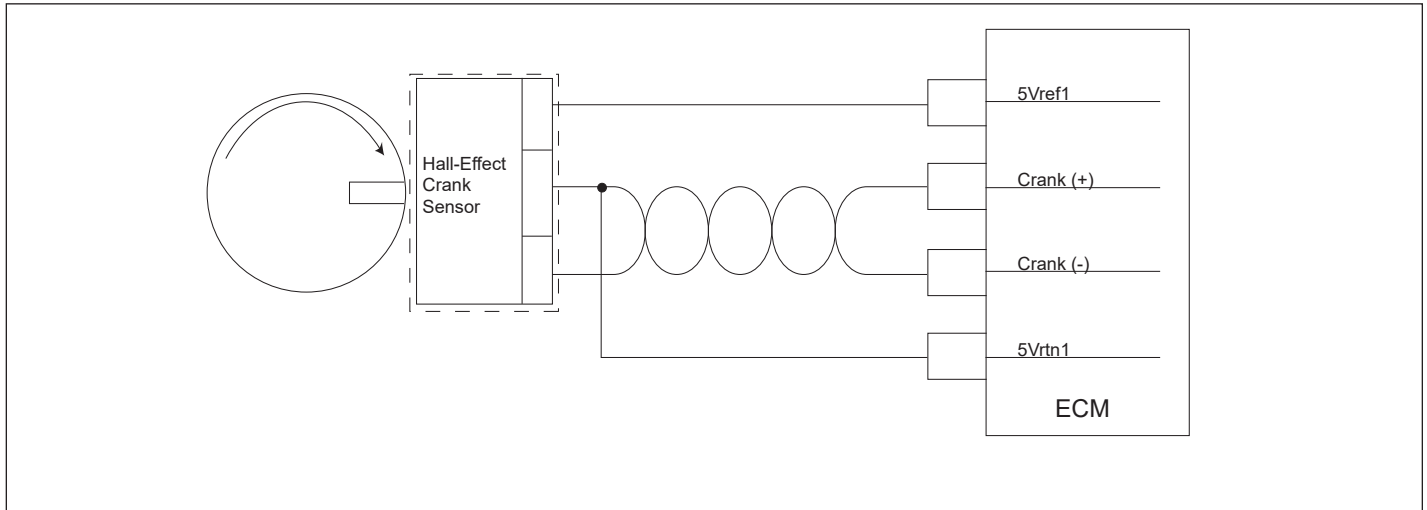 Hall-Effect
Crank
Sensor
5Vref1
Crank (+)
Crank (-)
5Vrtn1
ECM